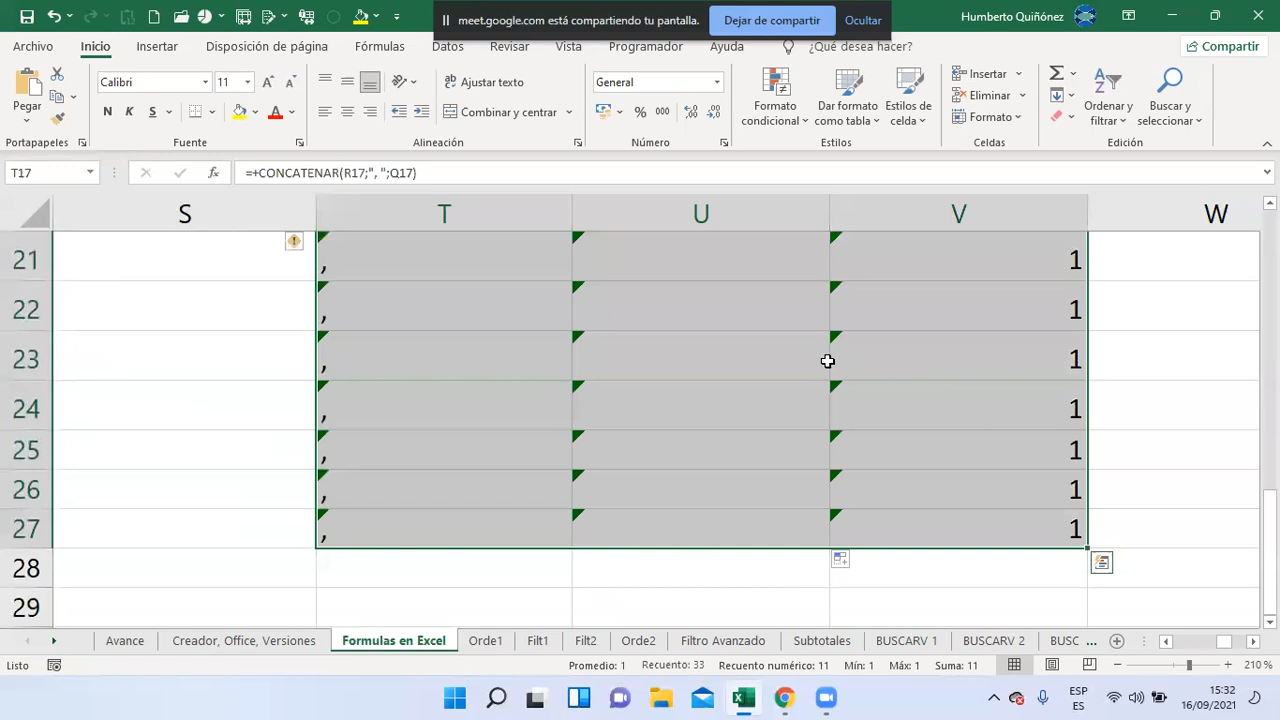 meet.google.com está compartiendo tu pantalla.
Dejar de compartir
Ocultar
Humberto Quiñónez
Archivo
Inicio
Insertar
Disposición de página
Fórmulas
Datos
Revisar
Vista
Programador
Ayuda
¿Qué desea hacer?
Compartir
Pegar
Calibri
11
Ajustar texto
General
Formato condicional
Dar formato como tabla
Estilos de celda
Insertar
Eliminar
Formato
Ordenar y filtrar
Buscar y seleccionar
N K S
Combinar y centrar
% 000
Portapapeles
Fuente
Alineación
Número
Estilos
Celdas
Edición
T17
fx
=+CONCATENAR(R17;", ";Q17)
S T U V W
21 , 1
22 , 1
23 , 1
24 , 1
25 , 1
26 , 1
27 , 1
28
29
Avance
Creador, Office, Versiones
Formulas en Excel
Orde1
Filt1
Filt2
Orde2
Filtro Avanzado
Subtotales
BUSCARV 1
BUSCARV 2
BUSC ...
Listo
Promedio: 1
Recuento: 33
Recuento numérico: 11
Mín: 1
Máx: 1
Suma: 11
210 %
ESP
ES
15:32
16/09/2021